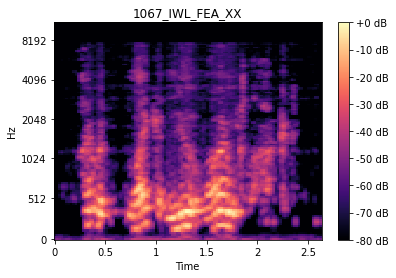 1067_IWL_FEA_XX
+0 dB
8192
-10 dB
4096
-20 dB
-30 dB
2048
Hz
-40 dB
1024
-50 dB
512
-60 dB
-70 dB
0
-80 dB
0 0.5 1 1.5 2 2.5
Time